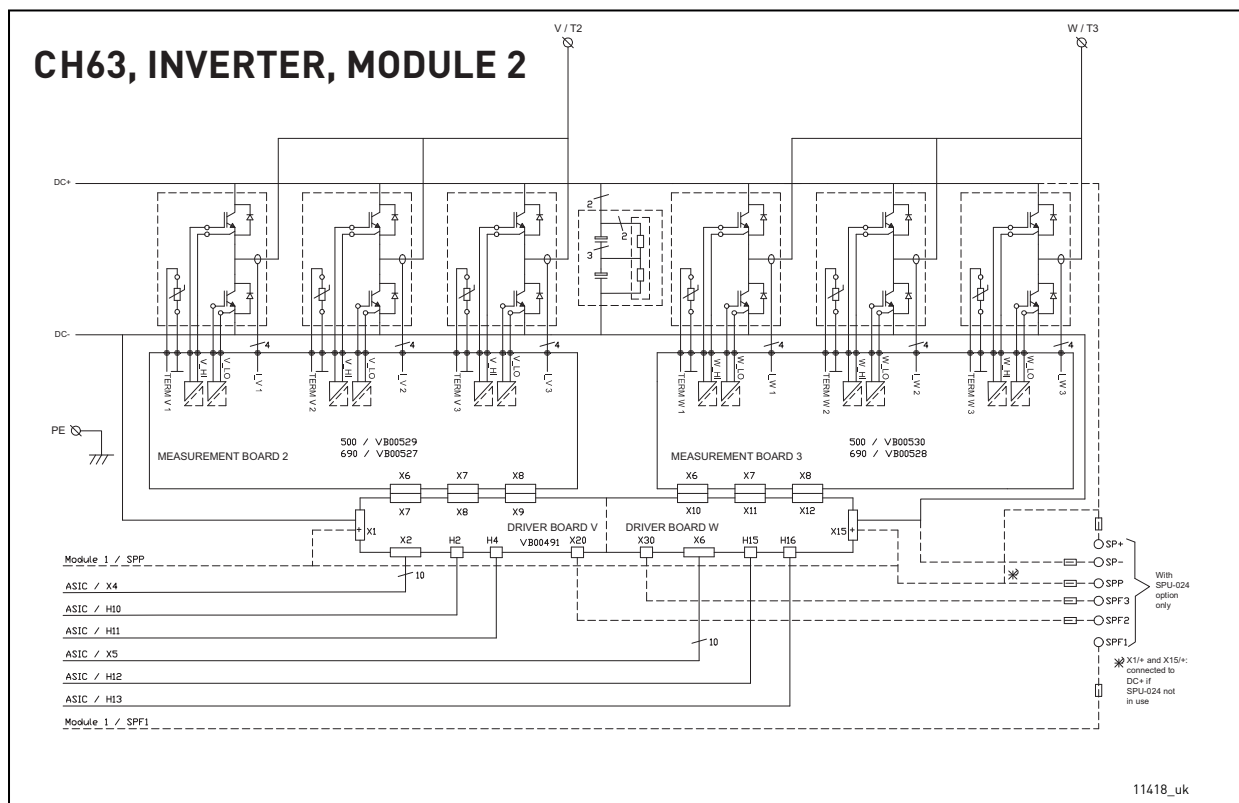 V / T2
W / T3
CH63, INVERTER, MODULE 2
DC+
2
2
3
DC-
4
4
4
4
4
4
TERM V 1
V_HI
V_LO
I_V 1
TERM V 2
V_HI
V_LO
I_V 2
TERM V 3
V_HI
V_LO
I_V 3
TERM W 1
W_HI
W_LO
I_W 1
TERM W 2
W_HI
W_LO
I_W 2
TERM W 3
W_HI
W_LO
I_W 3
PE
500 / VB00529
690 / VB00527
MEASUREMENT BOARD 2
500 / VB00530
690 / VB00528
MEASUREMENT BOARD 3
X6
X7
X8
X6
X7
X8
X7
X8
X9
X10
X11
X12
+
X1
DRIVER BOARD V
VB00491
DRIVER BOARD W
X15
+
X2
H2
H4
X20
X30
X6
H15
H16
Module 1 / SPP
10
ASIC / X4
ASIC / H10
ASIC / H11
10
ASIC / X5
ASIC / H12
ASIC / H13
Module 1 / SPF1
SP+
SP-
SPP
SPF3
SPF2
SPF1
With
SPU-024
option
only
X1/+ and X15/+:
connected to
DC+ if
SPU-024 not
in use
11418_uk